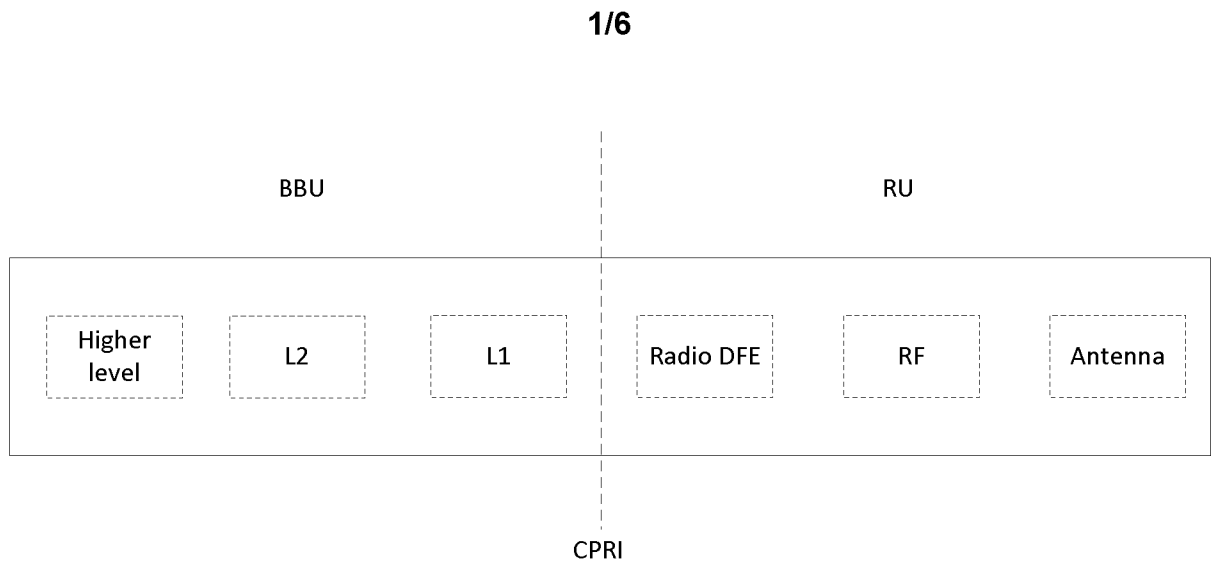 1/6
BBU
RU
Higher
level
L2
L1
Radio DFE
RF
Antenna
CPRI